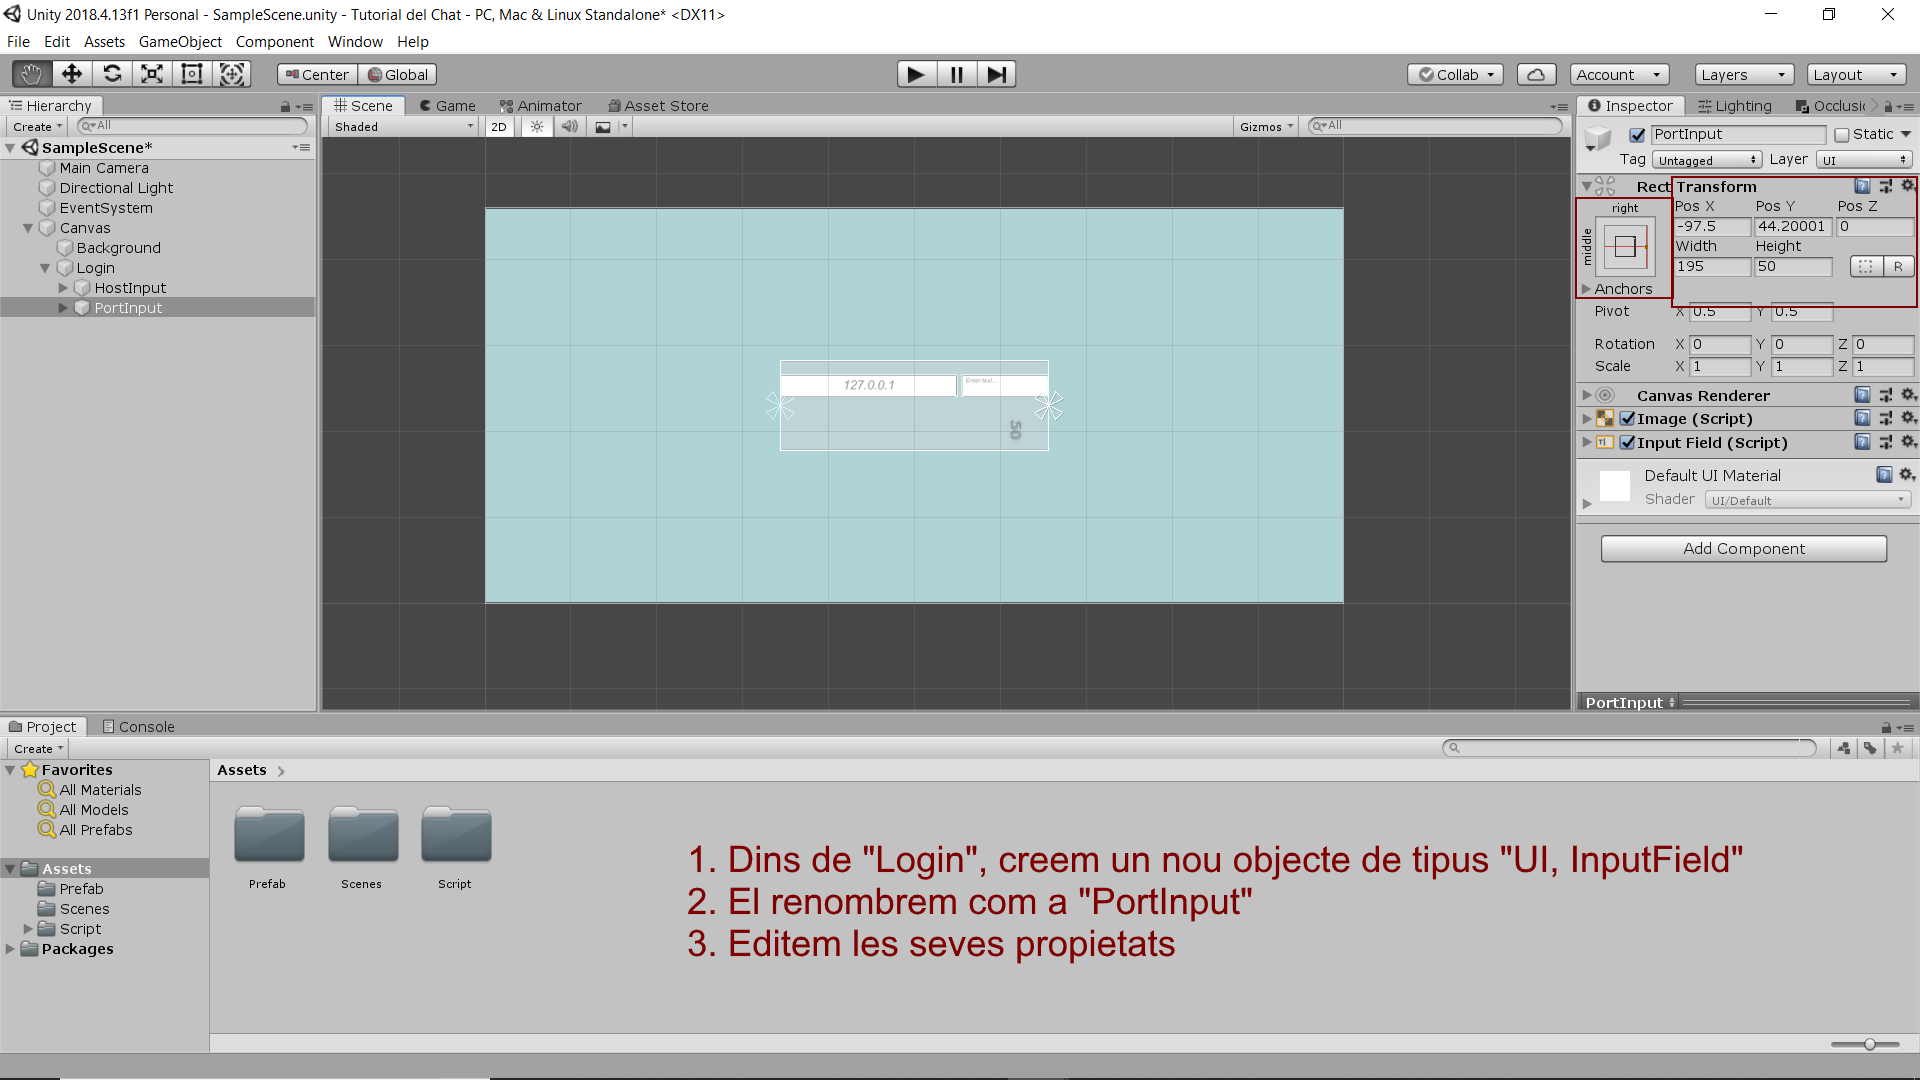 Unity 2018.4.13f1 Personal - SampleScene.unity - Tutorial del Chat - PC, Mac & Linux Standalone* <DX11>
File Edit Assets GameObject Component Window Help
Center Global Collab Account Layers Layout
Hierarchy
Create All
SampleScene*
Main Camera
Directional Light
EventSystem
Canvas
Background
Login
HostInput
PortInput
Scene Game Animator Asset Store
Shaded 2D Gizmos All
127.0.0.1 Enter text...
50
Inspector Lighting Occlusi
PortInput Static
Tag Untagged Layer UI
Rect Transform
right
middle
Pos X Pos Y Pos Z
-97.5 44.20001 0
Width Height
195 50 R
Anchors
Pivot X 0.5 Y 0.5
Rotation X 0 Y 0 Z 0
Scale X 1 Y 1 Z 1
Canvas Renderer
Image (Script)
Input Field (Script)
Default UI Material
Shader UI/Default
Add Component
PortInput
Project Console
Create
Favorites
All Materials
All Models
All Prefabs
Assets
Prefab
Scenes
Script
Packages
Assets
Prefab Scenes Script
1. Dins de "Login", creem un nou objecte de tipus "UI, InputField"
2. El renombrem com a "PortInput"
3. Editem les seves propietats